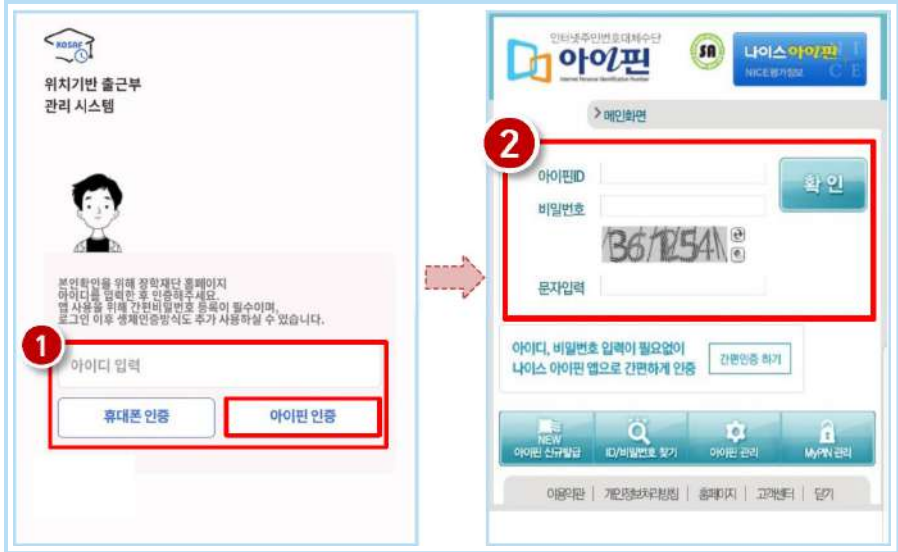 KOSAF
위치기반 출근부
관리 시스템
본인확인을 위해 장학재단 홈페이지
아이디를 입력한 후 인증해주세요.
앱 사용을 위해 간편비밀번호 등록이 필수이며,
로그인 이후 생체인증방식도 추가 사용하실 수 있습니다.
1
아이디 입력
휴대폰 인증
아이핀 인증
인터넷주민번호대체수단
아이핀
Internet Personal Identification Number
SA
나이스아이핀
NICE평가정보
NICE
> 메인화면
2
아이핀ID
비밀번호
확인
361254
문자입력
아이디, 비밀번호 입력이 필요없이
나이스 아이핀 앱으로 간편하게 인증
간편인증 하기
NEW
아이핀 신규발급
ID/비밀번호 찾기
아이핀 관리
MyPIN 관리
이용약관 | 개인정보처리방침 | 홈페이지 | 고객센터 | 닫기